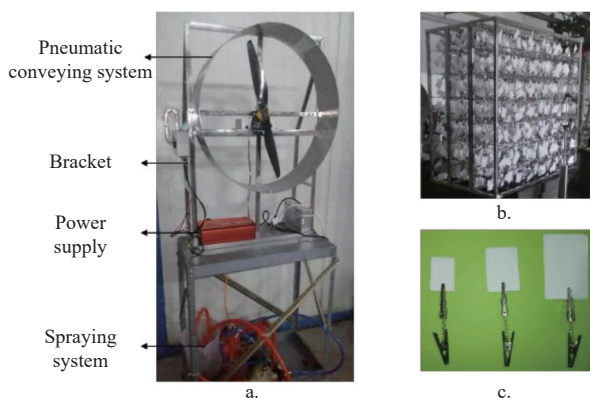 Pneumatic
conveying system
Bracket
Power
supply
Spraying
system
a.
b.
c.